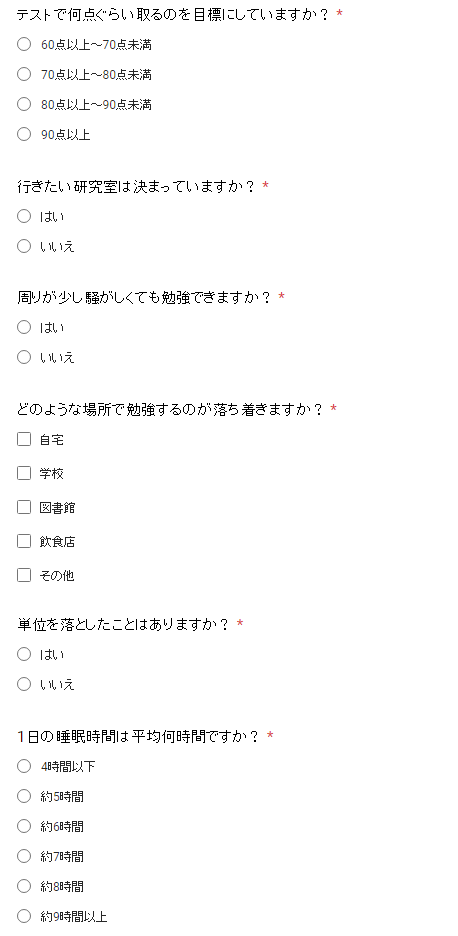 テストで何点ぐらい取るのを目標にしていますか？ *
60点以上～70点未満
70点以上～80点未満
80点以上～90点未満
90点以上
行きたい研究室は決まっていますか？ *
はい
いいえ
周りが少し騒がしくても勉強できますか？ *
はい
いいえ
どのような場所で勉強するのが落ち着きますか？ *
自宅
学校
図書館
飲食店
その他
単位を落としたことはありますか？ *
はい
いいえ
1日の睡眠時間は平均何時間ですか？ *
4時間以下
約5時間
約6時間
約7時間
約8時間
約9時間以上